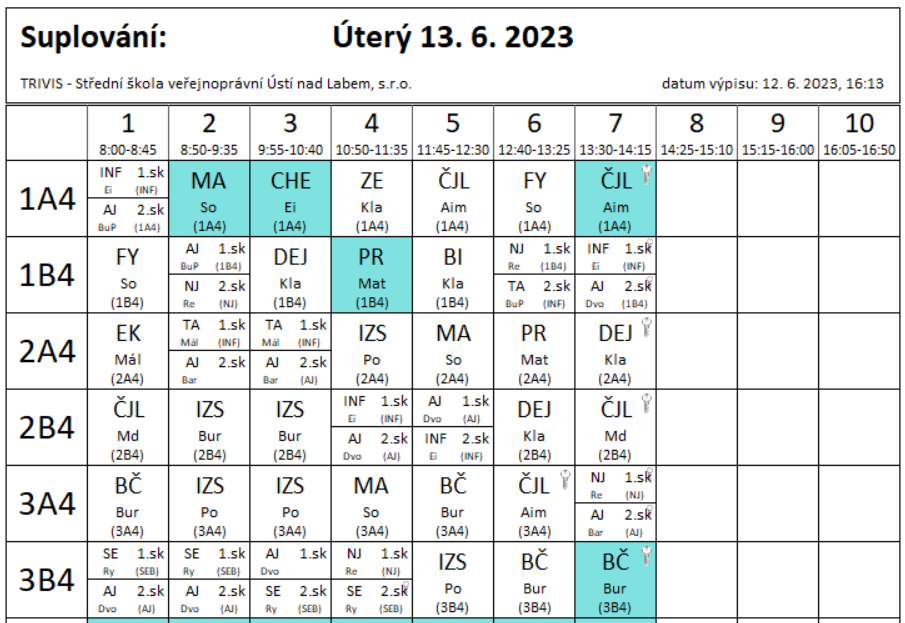 Suplování: Úterý 13. 6. 2023
TRIVIS - Střední škola veřejnoprávní Ústí nad Labem, s.r.o. datum výpisu: 12. 6. 2023, 16:13
1 2 3 4 5 6 7 8 9 10
8:00-8:45 8:50-9:35 9:55-10:40 10:50-11:35 11:45-12:30 12:40-13:25 13:30-14:15 14:25-15:10 15:15-16:00 16:05-16:50
1A4
INF 1.sk
Ei (INF)
AJ 2.sk
BuP (1A4)
MA
So
(1A4)
CHE
Ei
(1A4)
ZE
Kla
(1A4)
ČJL
Aim
(1A4)
FY
So
(1A4)
ČJL
Aim
(1A4)
1B4
FY
So
(1B4)
AJ 1.sk
BuP (1B4)
NJ 2.sk
Re (NJ)
DEJ
Kla
(1B4)
PR
Mat
(1B4)
BI
Kla
(1B4)
NJ 1.sk
Re (1B4)
TA 2.sk
BuP (INF)
INF 1.sk
Ei (INF)
AJ 2.sk
Dvo (1B4)
2A4
EK
Mál
(2A4)
TA 1.sk
Mál (INF)
AJ 2.sk
Bar
TA 1.sk
Mál (INF)
AJ 2.sk
Bar (AJ)
IZS
Po
(2A4)
MA
So
(2A4)
PR
Mat
(2A4)
DEJ
Kla
(2A4)
2B4
ČJL
Md
(2B4)
IZS
Bur
(2B4)
IZS
Bur
(2B4)
INF 1.sk
Ei (INF)
AJ 2.sk
Dvo (AJ)
AJ 1.sk
Dvo (AJ)
INF 2.sk
Ei (INF)
DEJ
Kla
(2B4)
ČJL
Md
(2B4)
3A4
BČ
Bur
(3A4)
IZS
Po
(3A4)
IZS
Po
(3A4)
MA
So
(3A4)
BČ
Bur
(3A4)
ČJL
Aim
(3A4)
NJ 1.sk
Re (NJ)
AJ 2.sk
Bar (AJ)
3B4
SE 1.sk
Ry (SEB)
AJ 2.sk
Dvo (AJ)
SE 1.sk
Ry (SEB)
AJ 2.sk
Dvo (AJ)
AJ 1.sk
Dvo
SE 2.sk
Ry (SEB)
NJ 1.sk
Re (NJ)
SE 2.sk
Ry (SEB)
IZS
Po
(3B4)
BČ
Bur
(3B4)
BČ
Bur
(3B4)